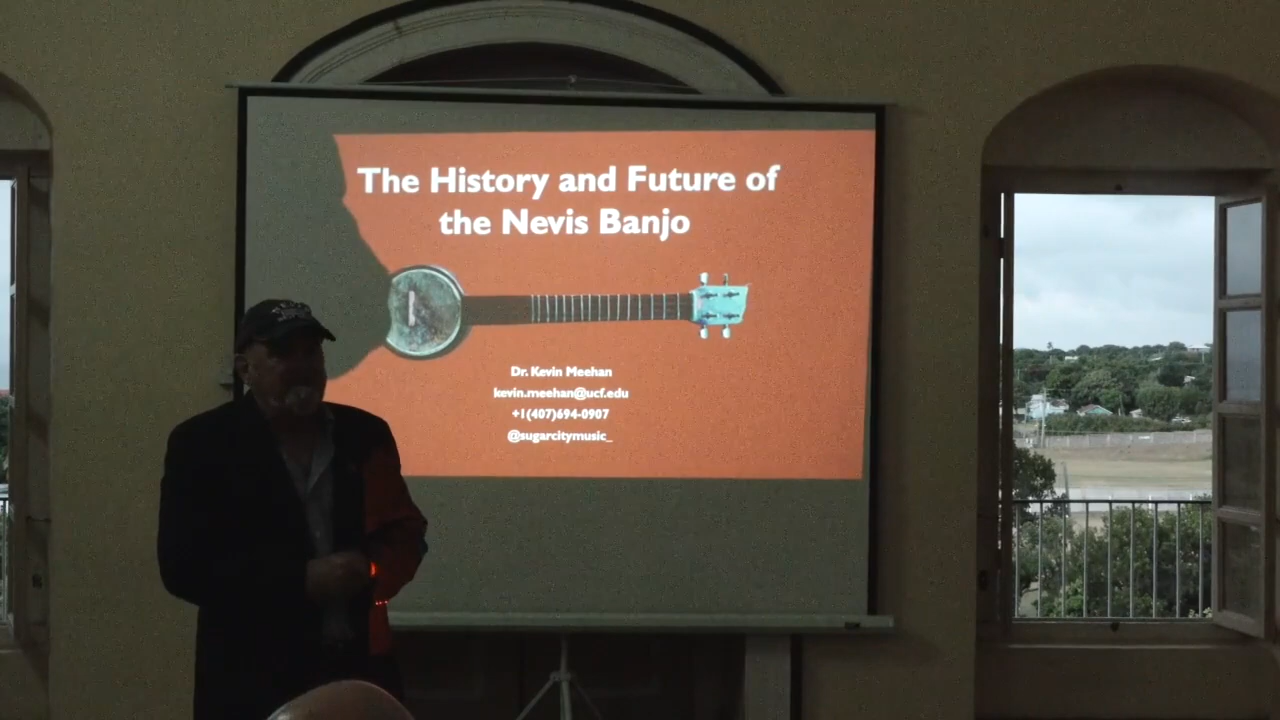 The History and Future of
the Nevis Banjo
Dr. Kevin Meehan
kevin.meehan@ucf.edu
+1(407)694-0907
@sugarcitymusic_